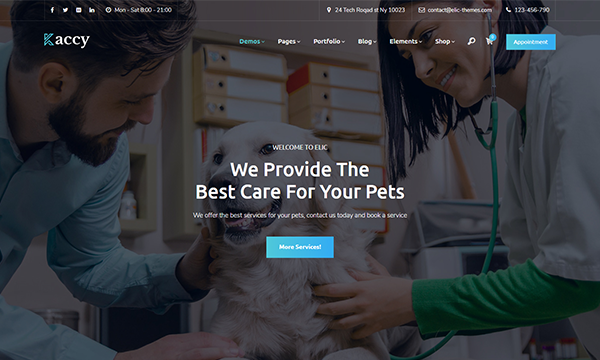 Mon - Sat 8:00 - 21:00
24 Tech Roqad st Ny 10023
contact@elic-themes.com
123-456-790
Kaccy
Demos
Pages
Portfolio
Blog
Elements
Shop
Appointment
WELCOME TO ELIC
We Provide The
Best Care For Your Pets
We offer the best services for your pets, contact us today and book a service
More Services!